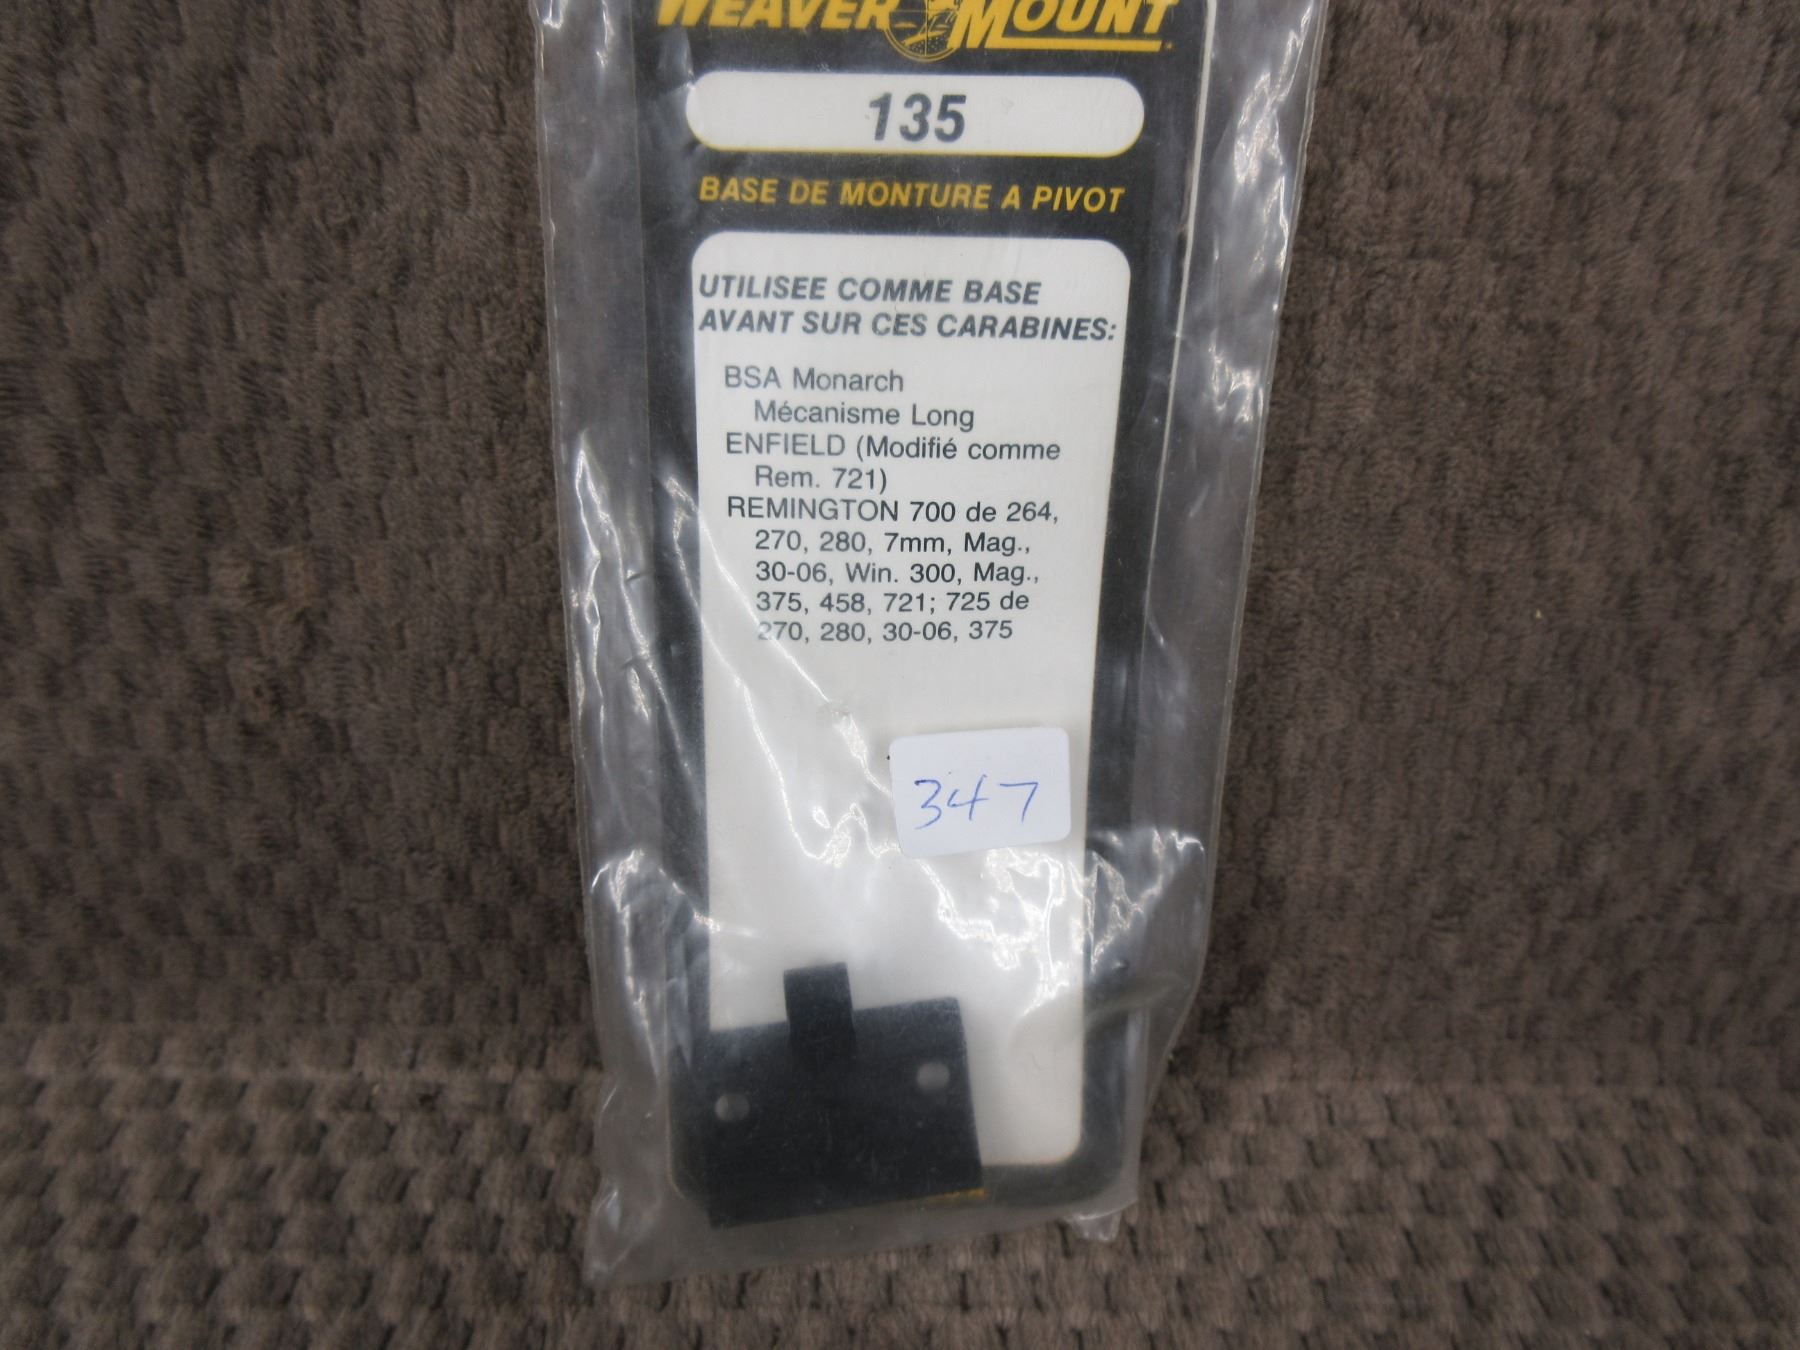 WEAVER MOUNT
135
BASE DE MONTURE A PIVOT
UTILISEE COMME BASE
AVANT SUR CES CARABINES:
BSA Monarch
Mécanisme Long
ENFIELD (Modifié comme
Rem. 721)
REMINGTON 700 de 264,
270, 280, 7mm, Mag.,
30-06, Win. 300, Mag.,
375, 458, 721; 725 de
270, 280, 30-06, 375
347